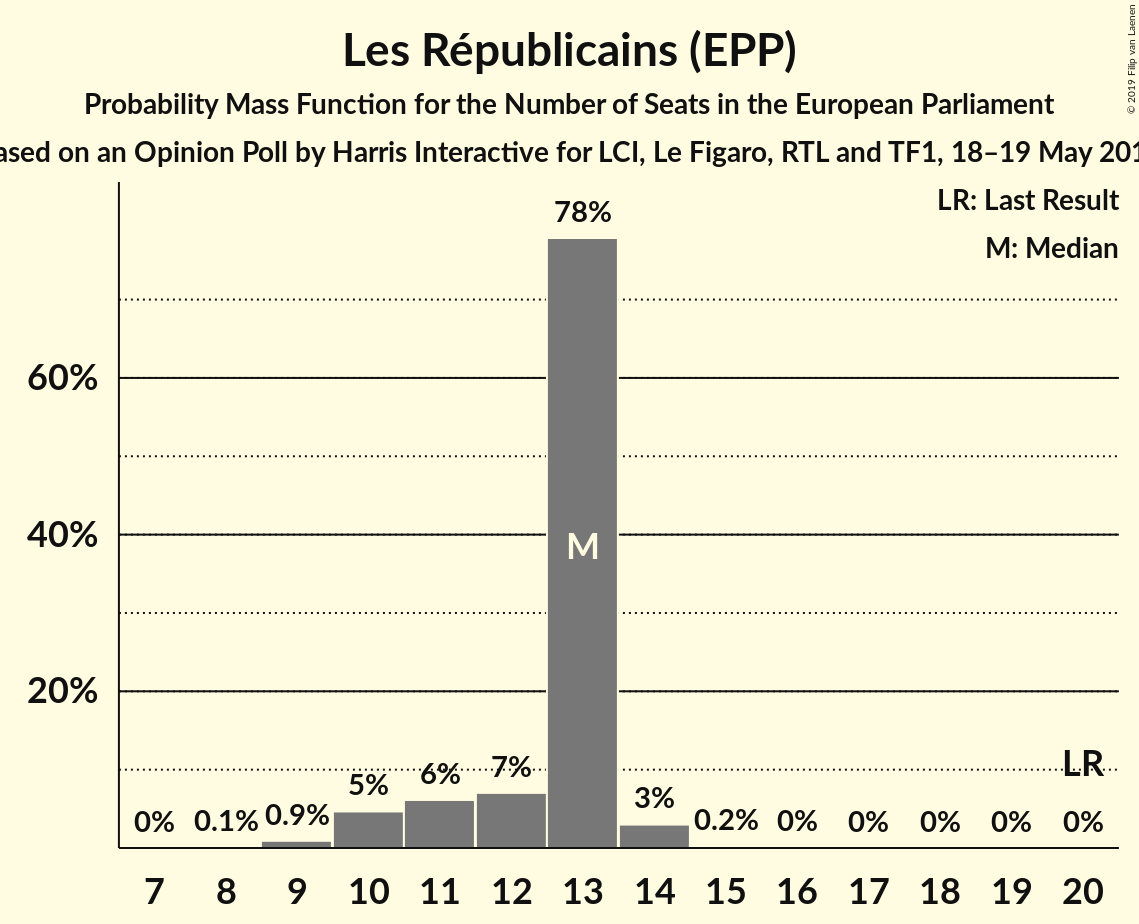 Les Républicains (EPP)
Probability Mass Function for the Number of Seats in the European Parliament
ased on an Opinion Poll by Harris Interactive for LCI, Le Figaro, RTL and TF1, 18–19 May 201
© 2019 Filip van Laenen
LR: Last Result
M: Median
78%
60%
40%
M
20%
LR
0% 0.1% 0.9% 5% 6% 7% 3% 0.2% 0% 0% 0% 0% 0%
7 8 9 10 11 12 13 14 15 16 17 18 19 20